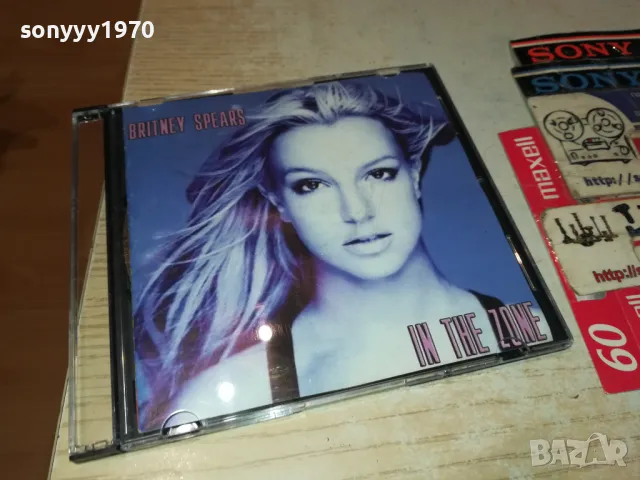 sonyyy1970
SONY
SONY
BRITNEY SPEARS
maxell
http://s
http://s
IN THE ZONE
60
BAZAR